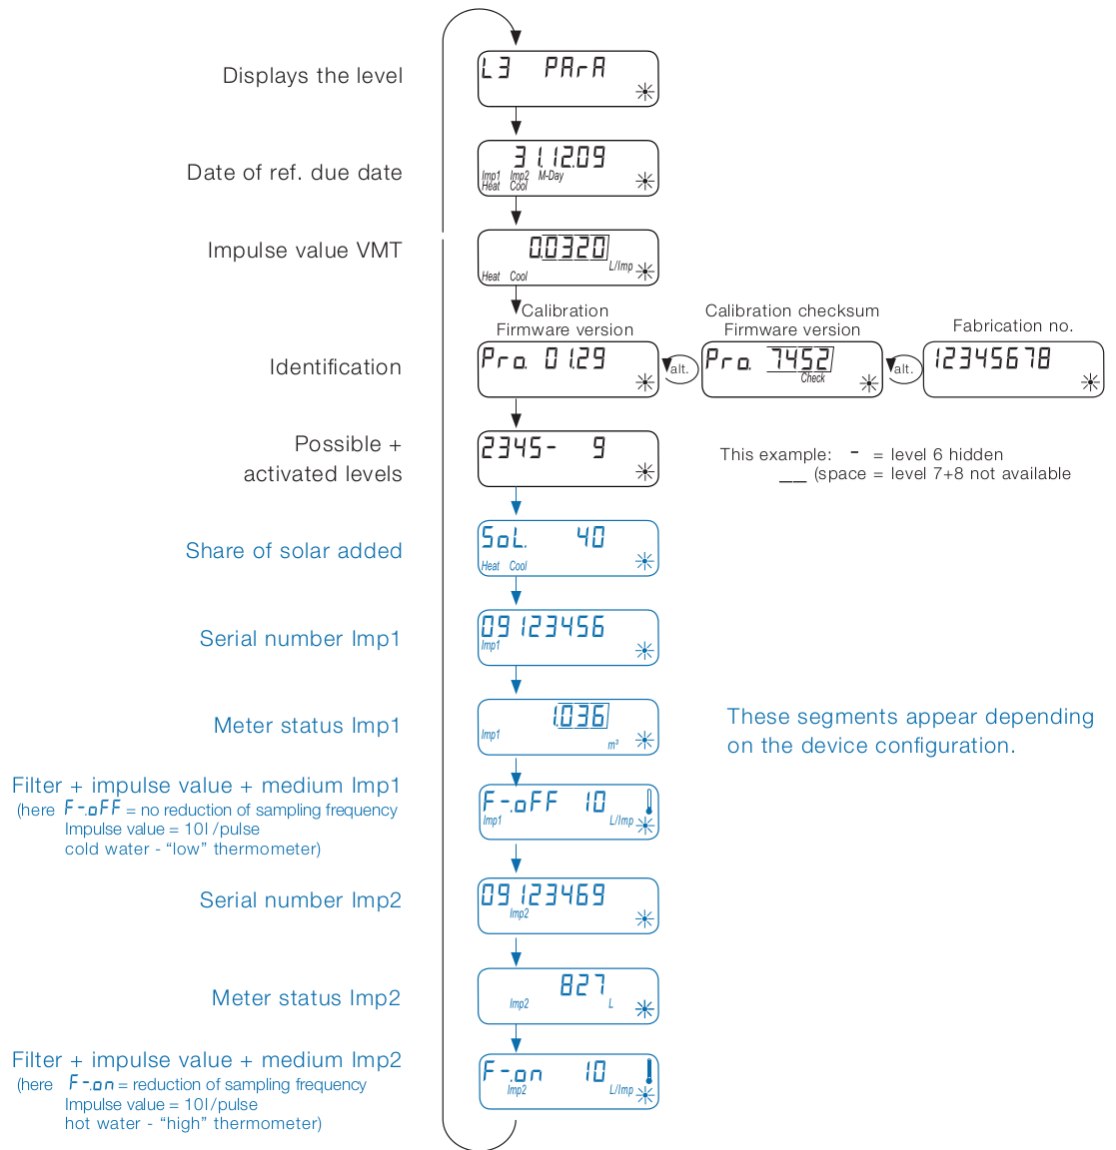 Displays the level
L3 PArA
Date of ref. due date
31.12.09
Imp1 Imp2 M-Day
Heat Cool
Impulse value VMT
0.0320
L/Imp
Heat Cool
Calibration
Firmware version
Calibration checksum
Firmware version
Fabrication no.
Identification
Pro. 01.29
alt.
Pro. 7452
Check
alt.
12345678
Possible +
activated levels
2345- 9
This example: - = level 6 hidden
__ (space = level 7+8 not available
Share of solar added
SoL. 40
Heat Cool
Serial number Imp1
09123456
Imp1
Meter status Imp1
1.036
Imp1
m³
These segments appear depending
on the device configuration.
Filter + impulse value + medium Imp1
(here F-.oFF = no reduction of sampling frequency
Impulse value = 10l/pulse
cold water - “low” thermometer)
F-.oFF 10
Imp1
L/Imp
Serial number Imp2
09123469
Imp2
Meter status Imp2
827
Imp2
L
Filter + impulse value + medium Imp2
(here F-.on = reduction of sampling frequency
Impulse value = 10l/pulse
hot water - “high” thermometer)
F-.on 10
Imp2
L/Imp